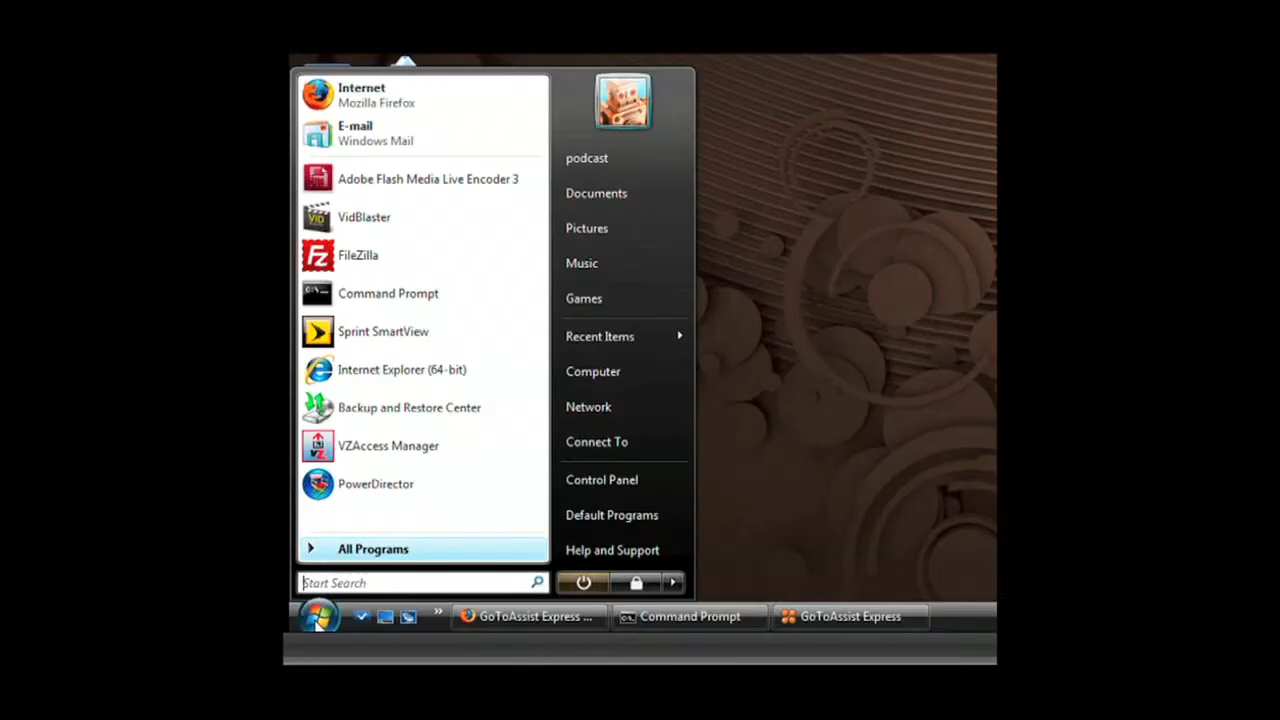 Internet
Mozilla Firefox
E-mail
Windows Mail
Adobe Flash Media Live Encoder 3
VidBlaster
FileZilla
Command Prompt
Sprint SmartView
Internet Explorer (64-bit)
Backup and Restore Center
VZAccess Manager
PowerDirector
All Programs
Start Search
podcast
Documents
Pictures
Music
Games
Recent Items
Computer
Network
Connect To
Control Panel
Default Programs
Help and Support
GoToAssist Express ...
Command Prompt
GoToAssist Express